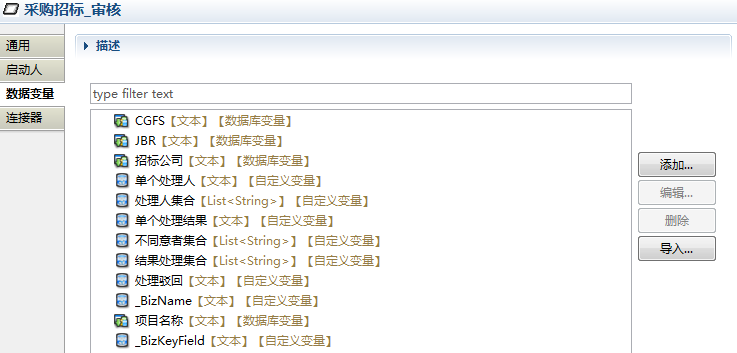 采购招标_审核
通用
启动人
数据变量
连接器
描述
type filter text
CGFS【文本】【数据库变量】
JBR【文本】【数据库变量】
招标公司【文本】【数据库变量】
单个处理人【文本】【自定义变量】
处理人集合【List<String>】【自定义变量】
单个处理结果【文本】【自定义变量】
不同意者集合【List<String>】【自定义变量】
结果处理集合【List<String>】【自定义变量】
处理驳回【文本】【自定义变量】
_BizName【文本】【自定义变量】
项目名称【文本】【数据库变量】
_BizKeyField【文本】【自定义变量】
添加...
编辑...
删除
导入...